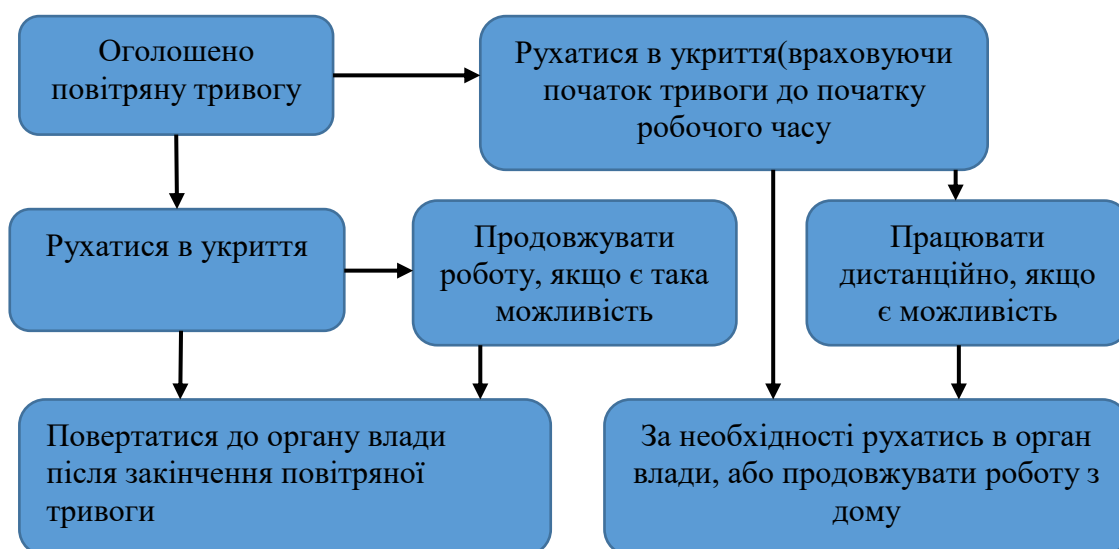 Оголошено
повітряну тривогу
Рухатися в укриття(враховуючи
початок тривоги до початку
робочого часу
Рухатися в укриття
Продовжувати
роботу, якщо є така
можливість
Працювати
дистанційно, якщо
є можливість
Повертатися до органу влади
після закінчення повітряної
тривоги
За необхідності рухатись в орган
влади, або продовжувати роботу з
дому